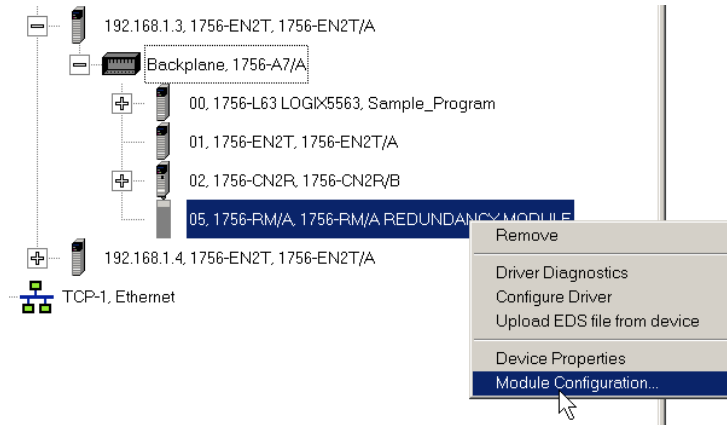 192.168.1.3, 1756-EN2T, 1756-EN2T/A
Backplane, 1756-A7/A
00, 1756-L63 LOGIX5563, Sample_Program
01, 1756-EN2T, 1756-EN2T/A
02, 1756-CN2R, 1756-CN2R/B
05, 1756-RM/A, 1756-RM/A REDUNDANCY MODULE
Remove
192.168.1.4, 1756-EN2T, 1756-EN2T/A
Driver Diagnostics
TCP-1, Ethernet
Configure Driver
Upload EDS file from device
Device Properties
Module Configuration...